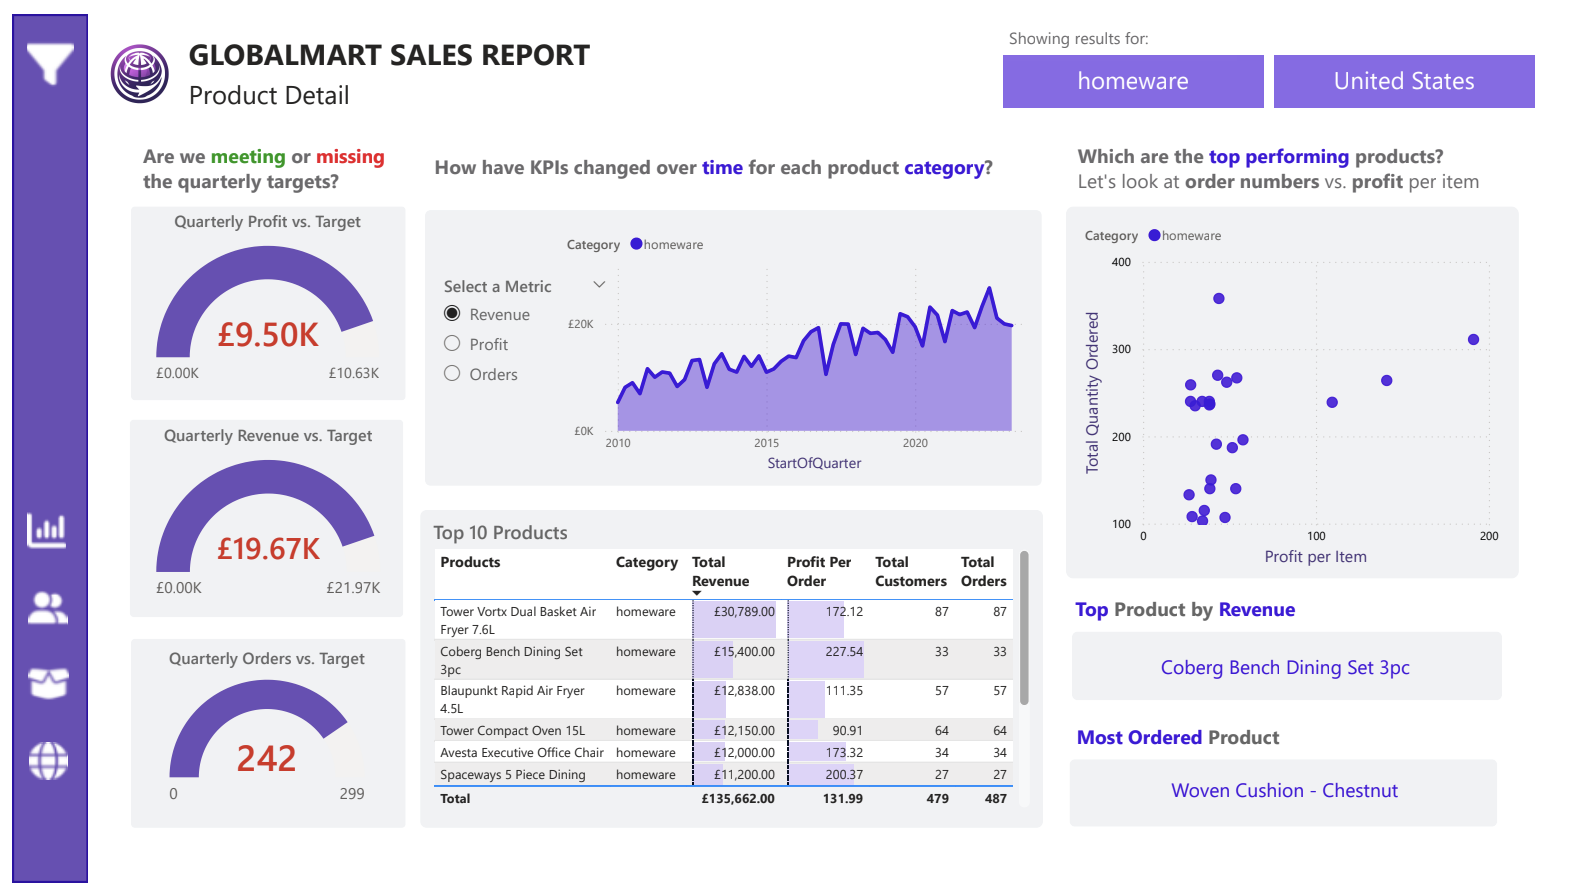 GLOBALMART SALES REPORT
Product Detail
Showing results for:
homeware
United States
Are we meeting or missing
the quarterly targets?
Quarterly Profit vs. Target
£9.50K
£0.00K
£10.63K
Quarterly Revenue vs. Target
£19.67K
£0.00K
£21.97K
Quarterly Orders vs. Target
242
0
299
How have KPIs changed over time for each product category?
Category homeware
Select a Metric
Revenue
Profit
Orders
£20K
£0K
2010 2015 2020
StartOfQuarter
Top 10 Products
Products Category Total Profit Per Total Total
Revenue Order Customers Orders
Tower Vortx Dual Basket Air homeware £30,789.00 172.12 87 87
Fryer 7.6L
Coberg Bench Dining Set homeware £15,400.00 227.54 33 33
3pc
Blaupunkt Rapid Air Fryer homeware £12,838.00 111.35 57 57
4.5L
Tower Compact Oven 15L homeware £12,150.00 90.91 64 64
Avesta Executive Office Chair homeware £12,000.00 173.32 34 34
Spaceways 5 Piece Dining homeware £11,200.00 200.37 27 27
Total £135,662.00 131.99 479 487
Which are the top performing products?
Let's look at order numbers vs. profit per item
Category homeware
Total Quantity Ordered
400
300
200
100
0 100 200
Profit per Item
Top Product by Revenue
Coberg Bench Dining Set 3pc
Most Ordered Product
Woven Cushion - Chestnut